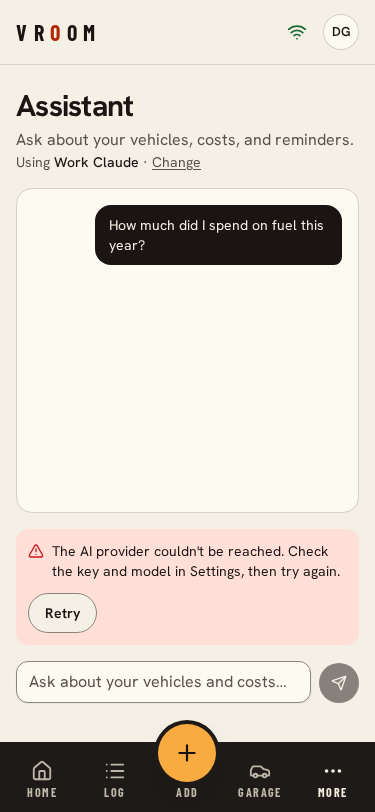 VROOM
DG
Assistant
Ask about your vehicles, costs, and reminders.
Using Work Claude · Change
How much did I spend on fuel this
year?
The AI provider couldn't be reached. Check
the key and model in Settings, then try again.
Retry
Ask about your vehicles and costs...
HOME
LOG
ADD
GARAGE
MORE